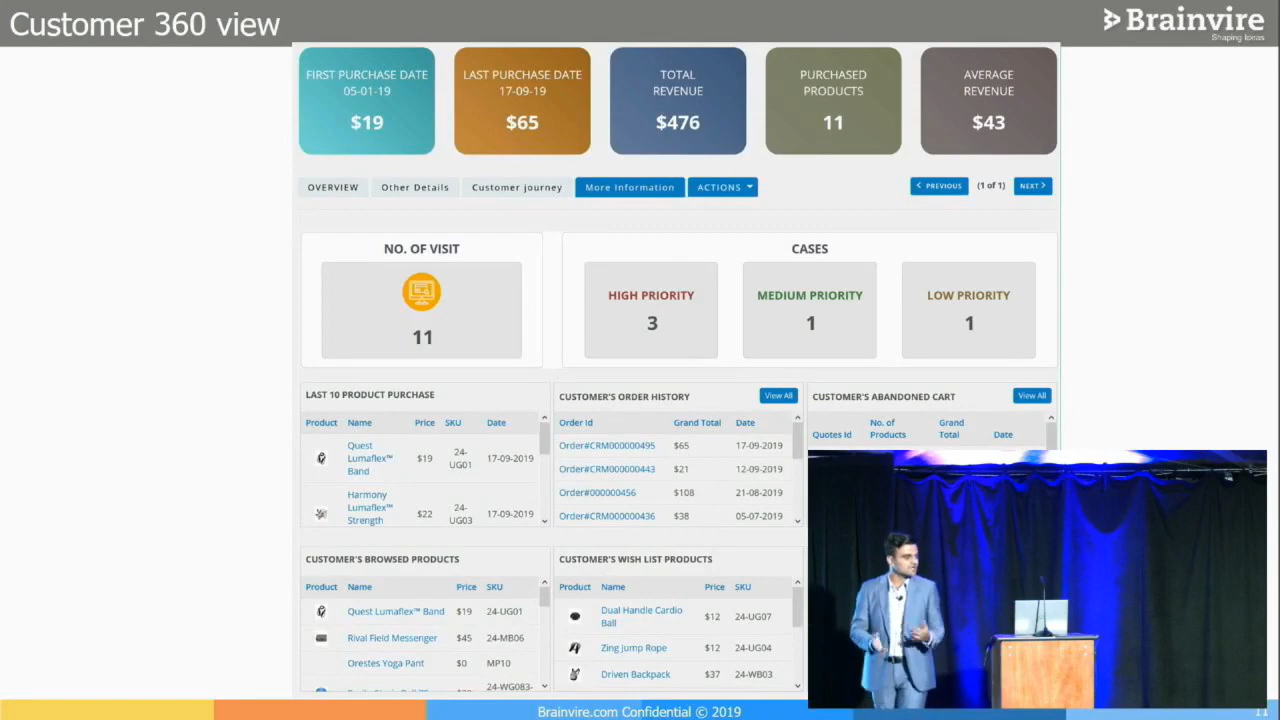 Customer 360 view
Brainvire
Shaping Ideas
FIRST PURCHASE DATE
05-01-19
$19
LAST PURCHASE DATE
17-09-19
$65
TOTAL
REVENUE
$476
PURCHASED
PRODUCTS
11
AVERAGE
REVENUE
$43
OVERVIEW Other Details Customer journey More Information ACTIONS
PREVIOUS (1 of 1) NEXT
NO. OF VISIT
11
CASES
HIGH PRIORITY
3
MEDIUM PRIORITY
1
LOW PRIORITY
1
LAST 10 PRODUCT PURCHASE
Product Name Price SKU Date
Quest
Lumaflex™
Band
$19
24-
UG01
17-09-2019
Harmony
Lumaflex™
Strength
$22
24-
UG03
17-09-2019
CUSTOMER'S ORDER HISTORY View All
Order Id Grand Total Date
Order#CRM000000495 $65 17-09-2019
Order#CRM000000443 $21 12-09-2019
Order#000000456 $108 21-08-2019
Order#CRM000000436 $38 05-07-2019
CUSTOMER'S ABANDONED CART View All
Quotes Id
No. of
Products
Grand
Total
Date
CUSTOMER'S BROWSED PRODUCTS
Product Name Price SKU
Quest Lumaflex™ Band $19 24-UG01
Rival Field Messenger $45 24-MB06
Orestes Yoga Pant $0 MP10
24-WG083-
CUSTOMER'S WISH LIST PRODUCTS
Product Name Price SKU
Dual Handle Cardio
Ball
$12 24-UG07
Zing Jump Rope $12 24-UG04
Driven Backpack $37 24-WB03
Brainvire.com Confidential © 2019
11